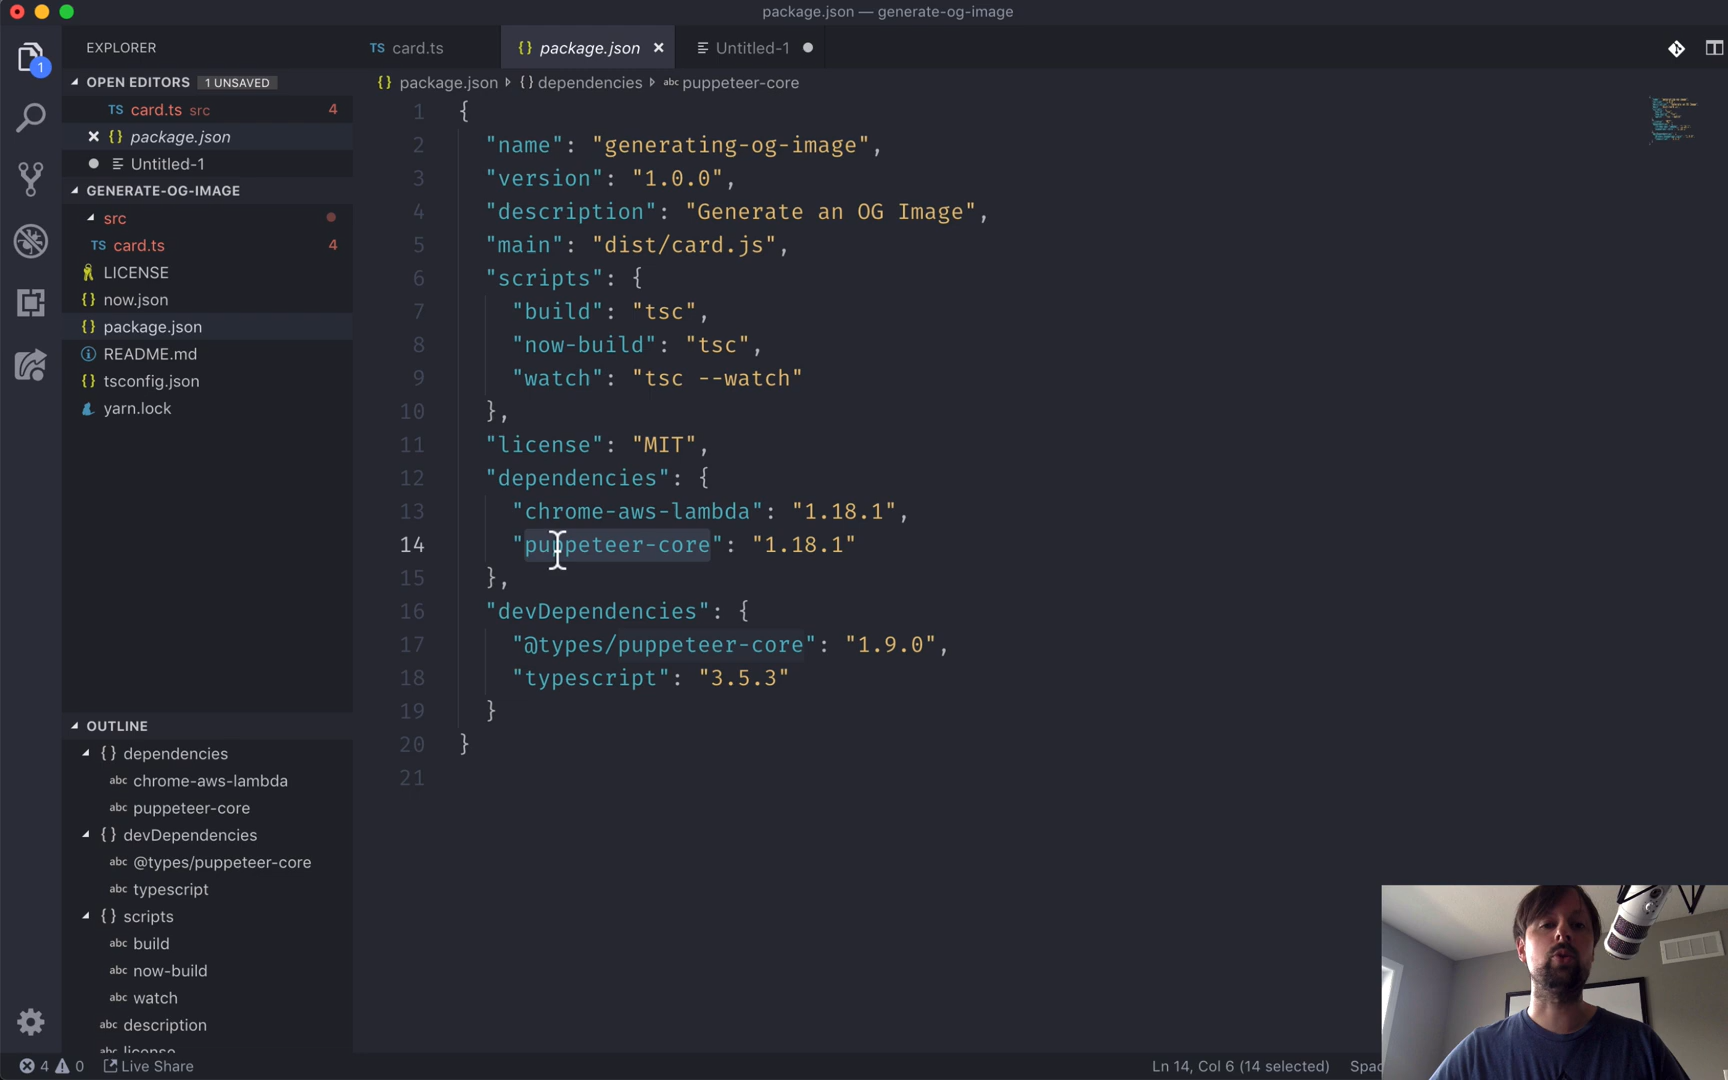 package.json — generate-og-image
EXPLORER
TS card.ts
{} package.json ×
Untitled-1
1
OPEN EDITORS 1 UNSAVED
TS card.ts src 4
{} package.json
Untitled-1
GENERATE-OG-IMAGE
src
TS card.ts 4
LICENSE
{} now.json
{} package.json
README.md
{} tsconfig.json
yarn.lock
OUTLINE
{} dependencies
abc chrome-aws-lambda
abc puppeteer-core
{} devDependencies
abc @types/puppeteer-core
abc typescript
{} scripts
abc build
abc now-build
abc watch
abc description
abc license
{} package.json {} dependencies abc puppeteer-core
1 {
2 "name": "generating-og-image",
3 "version": "1.0.0",
4 "description": "Generate an OG Image",
5 "main": "dist/card.js",
6 "scripts": {
7 "build": "tsc",
8 "now-build": "tsc",
9 "watch": "tsc --watch"
10 },
11 "license": "MIT",
12 "dependencies": {
13 "chrome-aws-lambda": "1.18.1",
14 "puppeteer-core": "1.18.1"
15 },
16 "devDependencies": {
17 "@types/puppeteer-core": "1.9.0",
18 "typescript": "3.5.3"
19 }
20 }
21
4 0 Live Share
Ln 14, Col 6 (14 selected) Spac